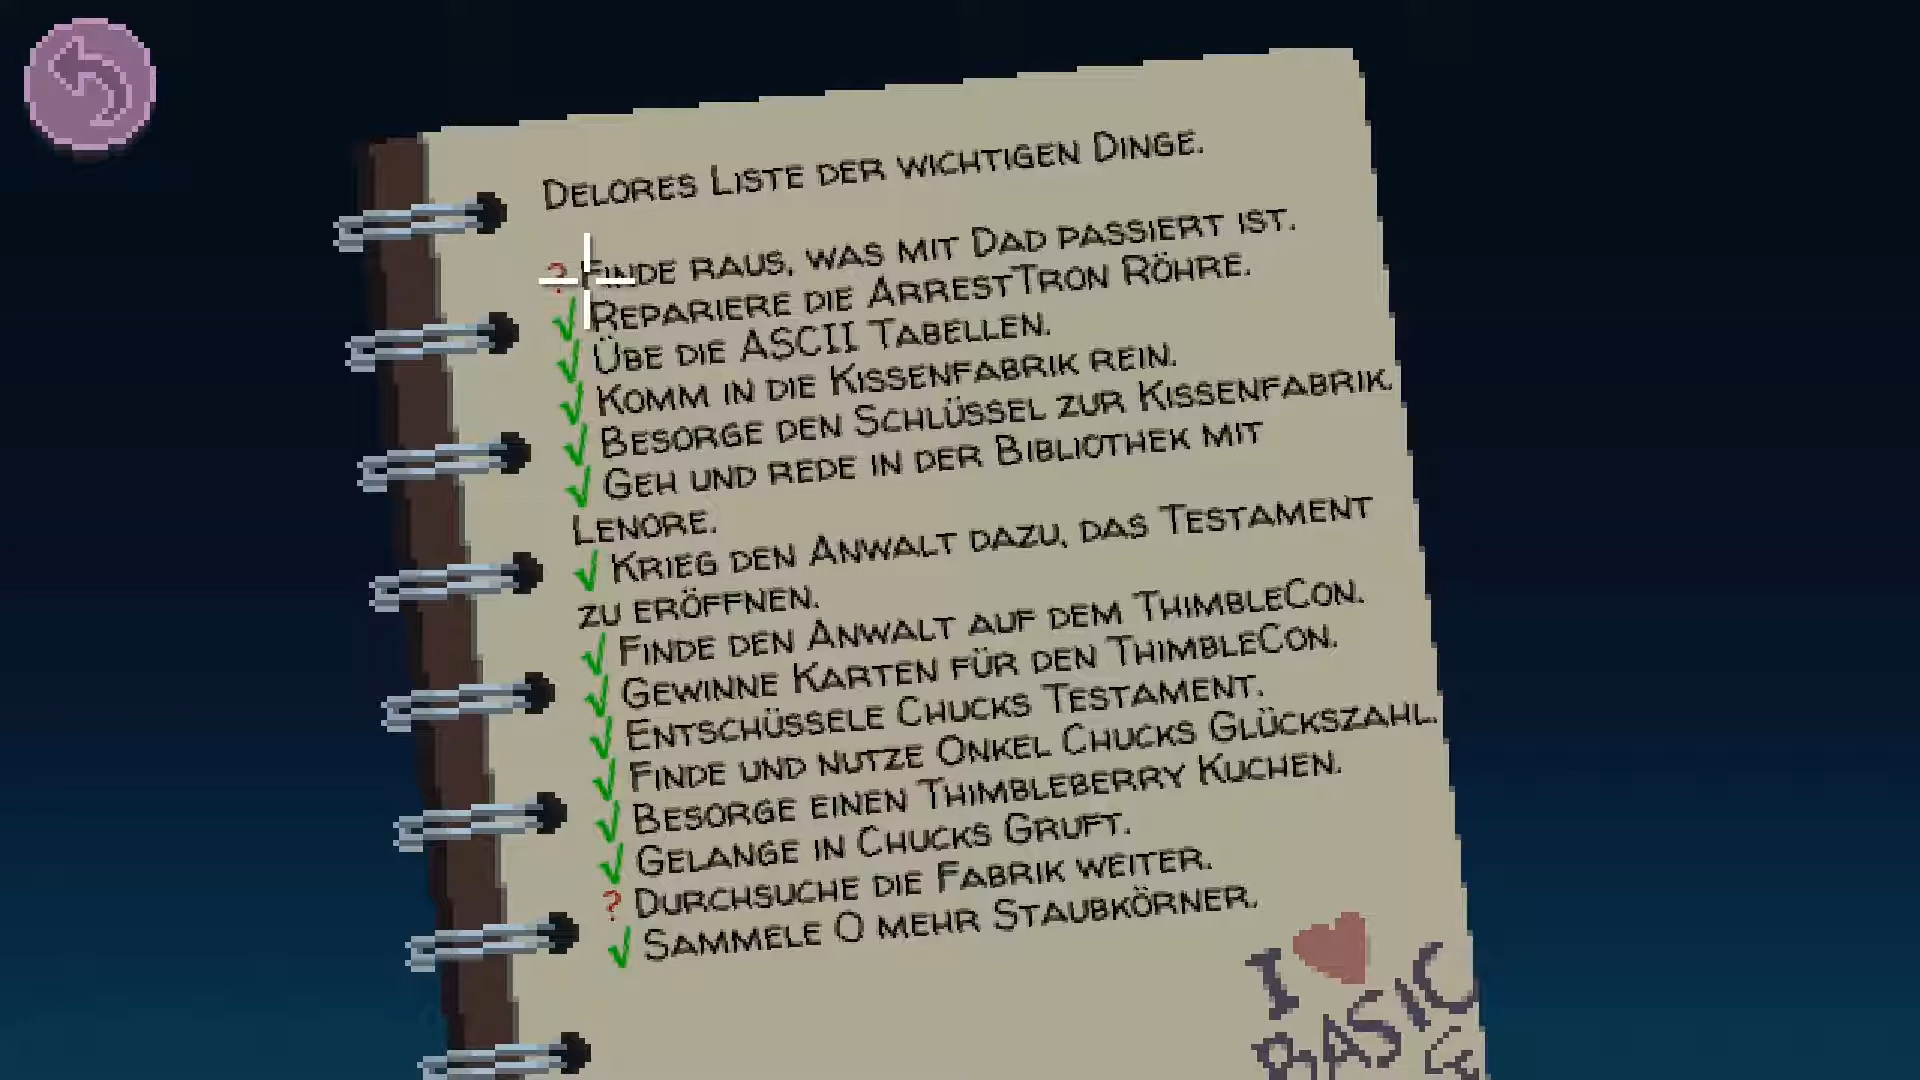 Delores Liste der wichtigen Dinge.
? Finde raus, was mit Dad passiert ist.
√ Repariere die ArrestTron Röhre.
√ Übe die ASCII Tabellen.
√ Komm in die Kissenfabrik rein.
√ Besorge den Schlüssel zur Kissenfabrik.
√ Geh und rede in der Bibliothek mit
Lenore.
√ Krieg den Anwalt dazu, das Testament
zu eröffnen.
√ Finde den Anwalt auf dem ThimbleCon.
√ Gewinne Karten für den ThimbleCon.
√ Entschüssele Chucks Testament.
√ Finde und nutze Onkel Chucks Glückszahl.
√ Besorge einen Thimbleberry Kuchen.
√ Gelange in Chucks Gruft.
? Durchsuche die Fabrik weiter.
√ Sammele 0 mehr Staubkörner.
I ♥
BASIC